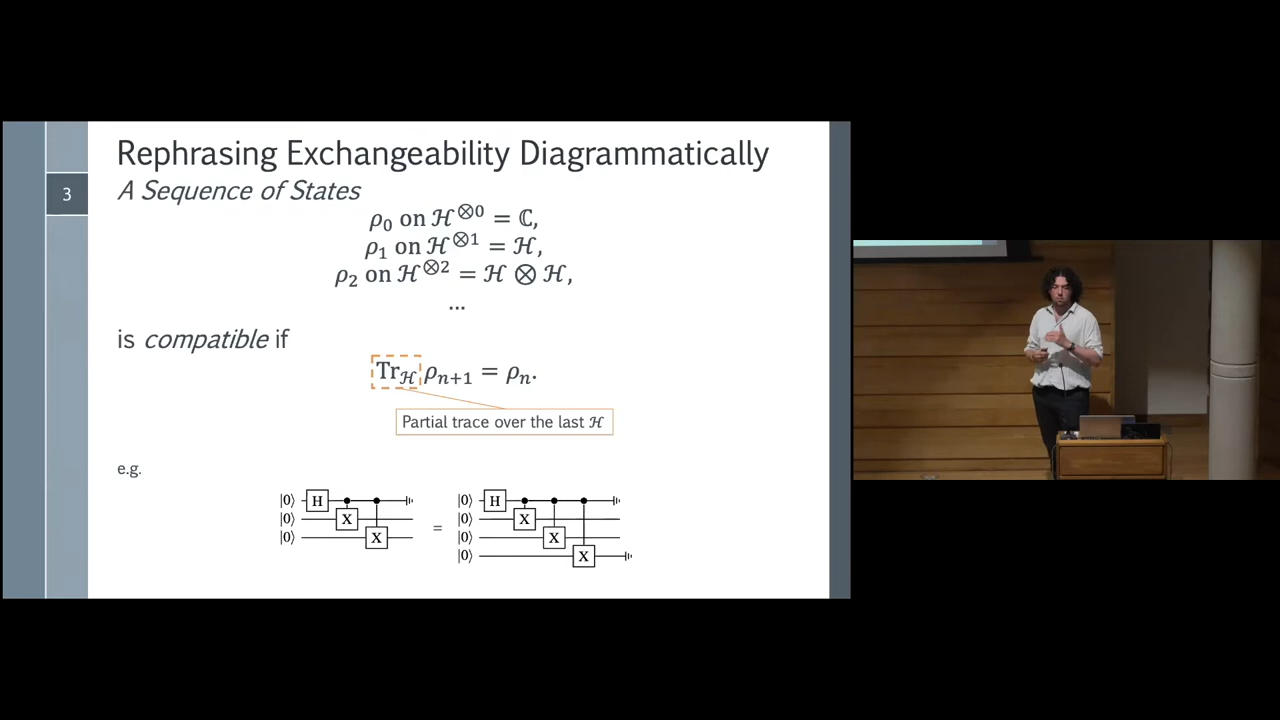 Rephrasing Exchangeability Diagrammatically
3
A Sequence of States
ρ₀ on ℋ^⊗0 = ℂ,
ρ₁ on ℋ^⊗1 = ℋ,
ρ₂ on ℋ^⊗2 = ℋ ⊗ ℋ,
...
is compatible if
Tr_ℋ ρₙ₊₁ = ρₙ.
Partial trace over the last ℋ
e.g.
|0⟩ H |0⟩ H
|0⟩ X |0⟩ X
|0⟩ X = |0⟩ X
|0⟩ X